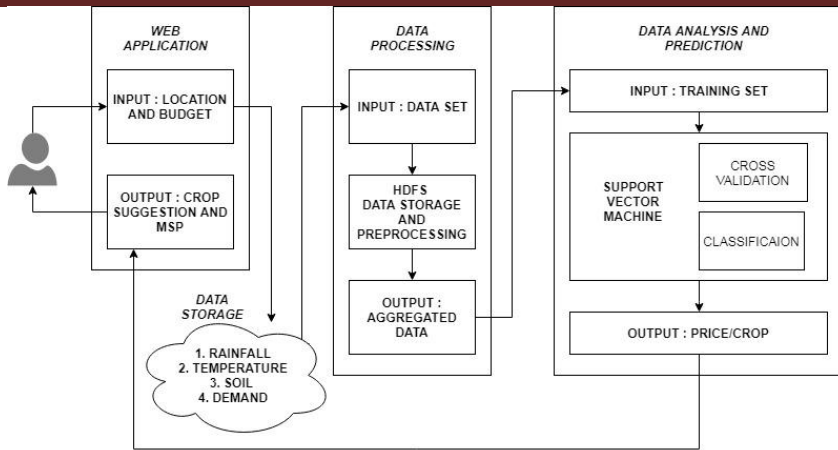 WEB
APPLICATION
INPUT : LOCATION
AND BUDGET
OUTPUT : CROP
SUGGESTION AND
MSP
DATA
STORAGE
1. RAINFALL
2. TEMPERATURE
3. SOIL
4. DEMAND
DATA
PROCESSING
INPUT : DATA SET
HDFS
DATA STORAGE
AND
PREPROCESSING
OUTPUT :
AGGREGATED
DATA
DATA ANALYSIS AND
PREDICTION
INPUT : TRAINING SET
SUPPORT
VECTOR
MACHINE
CROSS
VALIDATION
CLASSIFICAION
OUTPUT : PRICE/CROP